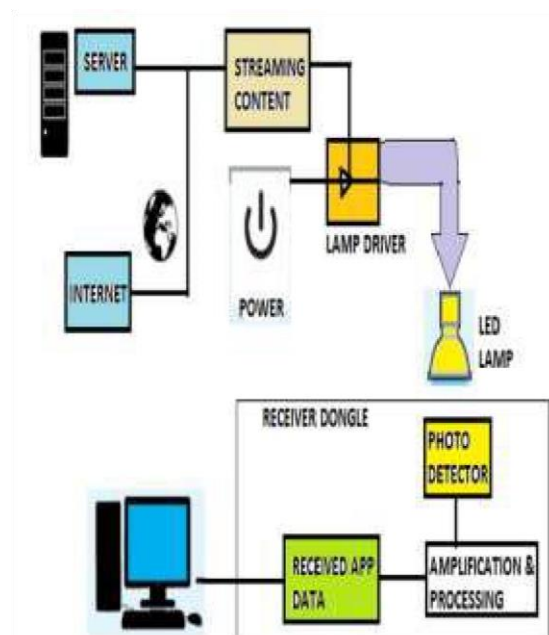 SERVER
STREAMING
CONTENT
LAMP DRIVER
INTERNET
POWER
LED
LAMP
RECEIVER DONGLE
PHOTO
DETECTOR
RECEIVED APP
DATA
AMPLIFICATION &
PROCESSING